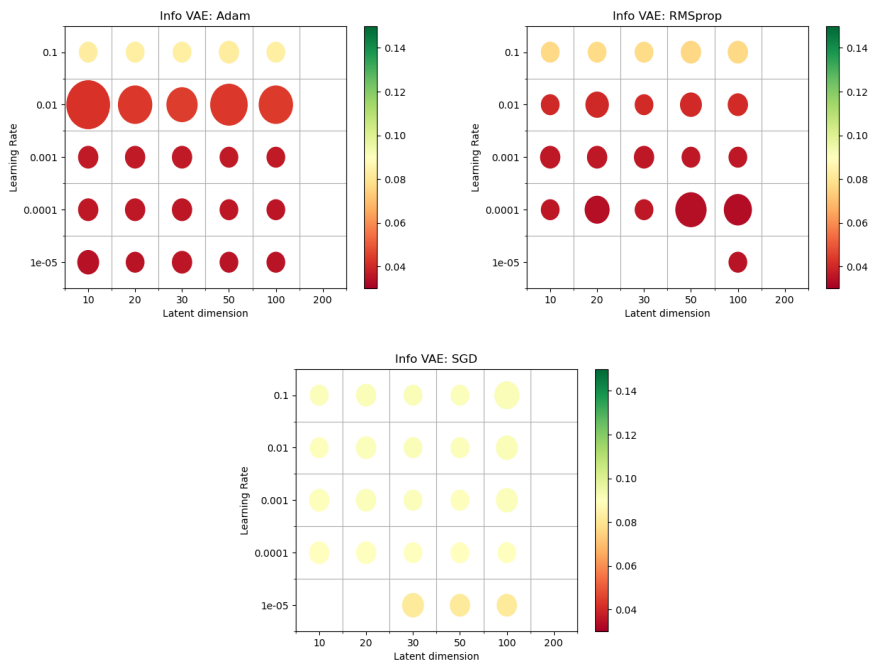 Info VAE: Adam
0.1
0.01
0.001
0.0001
1e-05
Learning Rate
10 20 30 50 100 200
Latent dimension
0.14
0.12
0.10
0.08
0.06
0.04
Info VAE: RMSprop
0.1
0.01
0.001
0.0001
1e-05
Learning Rate
10 20 30 50 100 200
Latent dimension
0.14
0.12
0.10
0.08
0.06
0.04
Info VAE: SGD
0.1
0.01
0.001
0.0001
1e-05
Learning Rate
10 20 30 50 100 200
Latent dimension
0.14
0.12
0.10
0.08
0.06
0.04